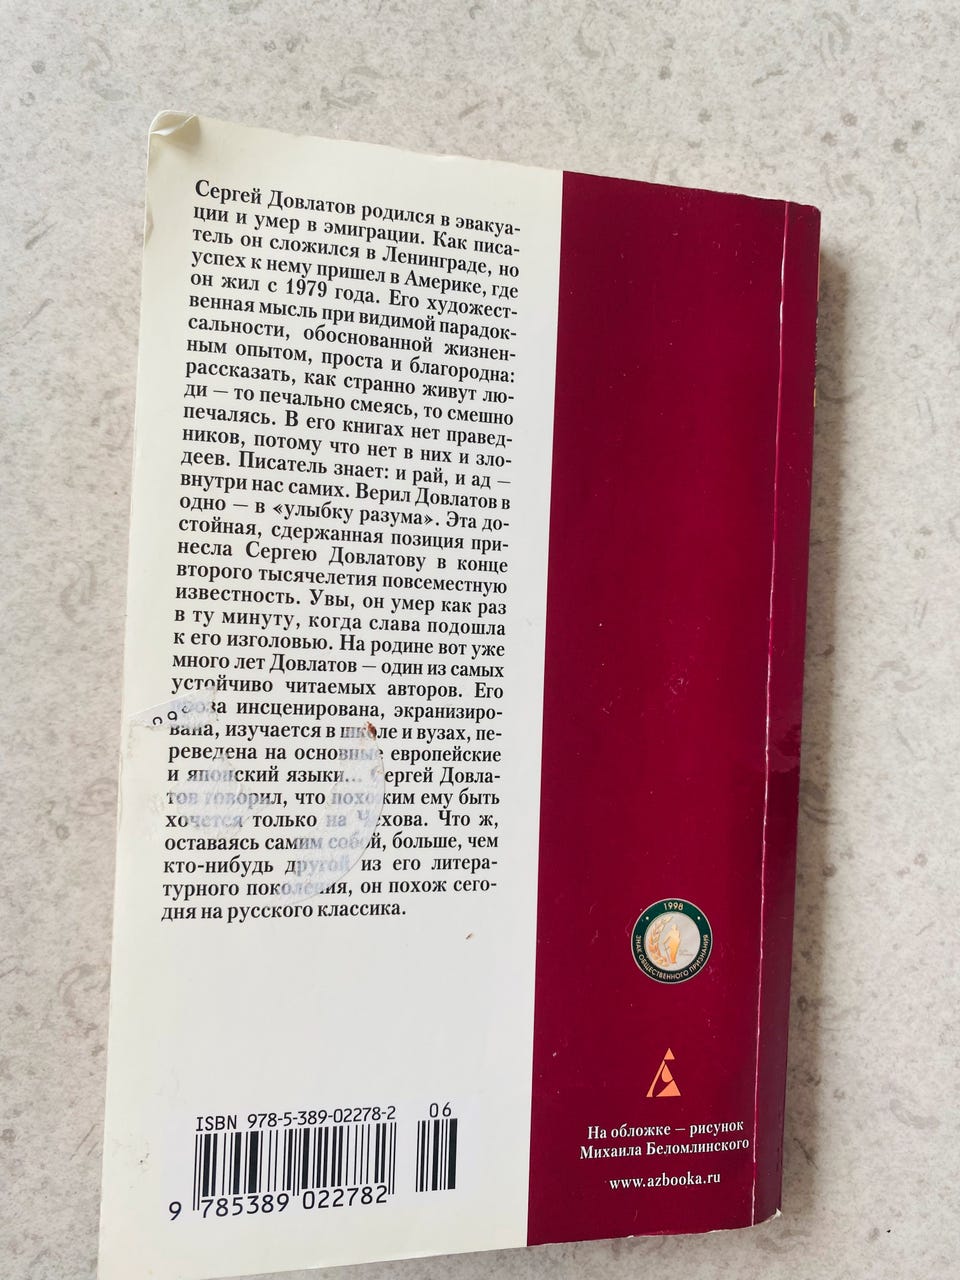 Сергей Довлатов родился в эвакуа-
ции и умер в эмиграции. Как писа-
тель он сложился в Ленинграде, но
успех к нему пришел в Америке, где
он жил с 1979 года. Его художест-
венная мысль при видимой парадок-
сальности, обоснованной жизнен-
ным опытом, проста и благородна:
рассказать, как странно живут лю-
ди — то печально смеясь, то смешно
печалясь. В его книгах нет правед-
ников, потому что нет в них и зло-
деев. Писатель знает: и рай, и ад —
внутри нас самих. Верил Довлатов в
одно — в «улыбку разума». Эта до-
стойная, сдержанная позиция при-
несла Сергею Довлатову в конце
второго тысячелетия повсеместную
известность. Увы, он умер как раз
в ту минуту, когда слава подошла
к его изголовью. На родине вот уже
много лет Довлатов — один из самых
устойчиво читаемых авторов. Его
проза инсценирована, экранизиро-
вана, изучается в школе и вузах, пе-
реведена на основные европейские
и японский языки... Сергей Довла-
тов говорил, что похожим ему быть
хочется только на Чехова. Что ж,
оставаясь самим собой, больше, чем
кто-нибудь другой из его литера-
турного поколения, он похож сего-
дня на русского классика.
ISBN 978-5-389-02278-2 06
9 785389 022782
1998
ЗНАК ОБЩЕСТВЕННОГО ПРИЗНАНИЯ
На обложке — рисунок
Михаила Беломлинского
www.azbooka.ru